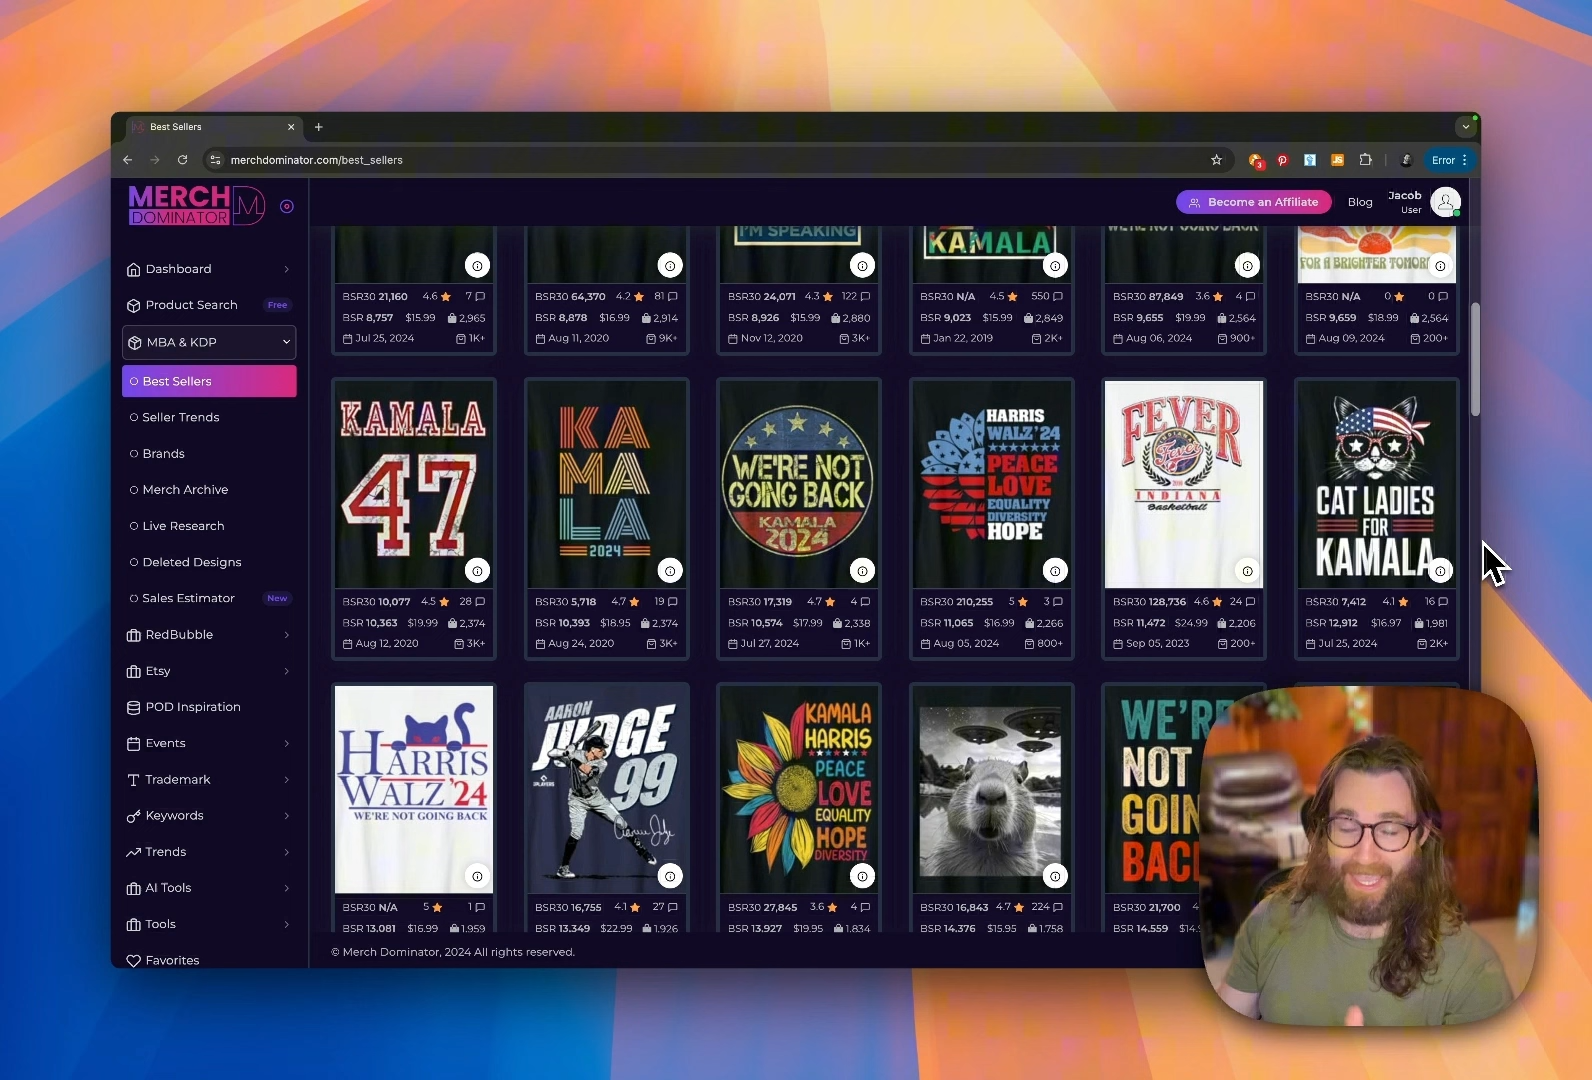 Best Sellers
merchdominator.com/best_sellers
3
JS
Error
MERCH
DOMINATOR
M
Become an Affiliate
Blog
Jacob
User
Dashboard
Product Search Free
MBA & KDP
Best Sellers
Seller Trends
Brands
Merch Archive
Live Research
Deleted Designs
Sales Estimator New
RedBubble
Etsy
POD Inspiration
Events
Trademark
Keywords
Trends
AI Tools
Tools
Favorites
I'M SPEAKING
KAMALA
WE'RE NOT GOING BACK
FOR A BRIGHTER TOMOR
BSR30 21,160 4.6 7
BSR 8,757 $15.99 2,965
Jul 25, 2024 1K+
BSR30 64,370 4.2 81
BSR 8,878 $16.99 2,914
Aug 11, 2020 9K+
BSR30 24,071 4.3 122
BSR 8,926 $15.99 2,880
Nov 12, 2020 3K+
BSR30 N/A 4.5 550
BSR 9,023 $15.99 2,849
Jan 22, 2019 2K+
BSR30 87,849 3.6 4
BSR 9,655 $19.99 2,564
Aug 06, 2024 900+
BSR30 N/A 0 0
BSR 9,659 $18.99 2,564
Aug 09, 2024 200+
KAMALA
47
BSR30 10,077 4.5 28
BSR 10,363 $19.99 2,374
Aug 12, 2020 3K+
KA
MA
LA
2024
BSR30 5,718 4.7 19
BSR 10,393 $18.95 2,374
Aug 24, 2020 3K+
WE'RE NOT
GOING BACK
KAMALA
2024
BSR30 17,319 4.7 4
BSR 10,574 $17.99 2,338
Jul 27, 2024 1K+
HARRIS
WALZ'24
PEACE
LOVE
EQUALITY
DIVERSITY
HOPE
BSR30 210,255 5 3
BSR 11,065 $16.99 2,266
Aug 05, 2024 800+
FEVER
Fever
INDIANA
Basketball
BSR30 128,736 4.6 24
BSR 11,472 $24.99 2,206
Sep 05, 2023 200+
CAT LADIES
FOR
KAMALA
BSR30 7,412 4.1 16
BSR 12,912 $16.97 1,981
Jul 25, 2024 2K+
HARRIS
WALZ '24
WE'RE NOT GOING BACK
BSR30 N/A 5 1
BSR 13,081 $16.99 1,959
AARON
JUDGE
99
BSR30 16,755 4.1 27
BSR 13,349 $22.99 1,926
KAMALA
HARRIS
PEACE
LOVE
EQUALITY
HOPE
DIVERSITY
BSR30 27,845 3.6 4
BSR 13,927 $19.95 1,834
BSR30 16,843 4.7 224
BSR 14,376 $15.95 1,758
WE'RE
NOT
GOIN
BACK
BSR30 21,700 4
BSR 14,559 $14.
© Merch Dominator, 2024 All rights reserved.